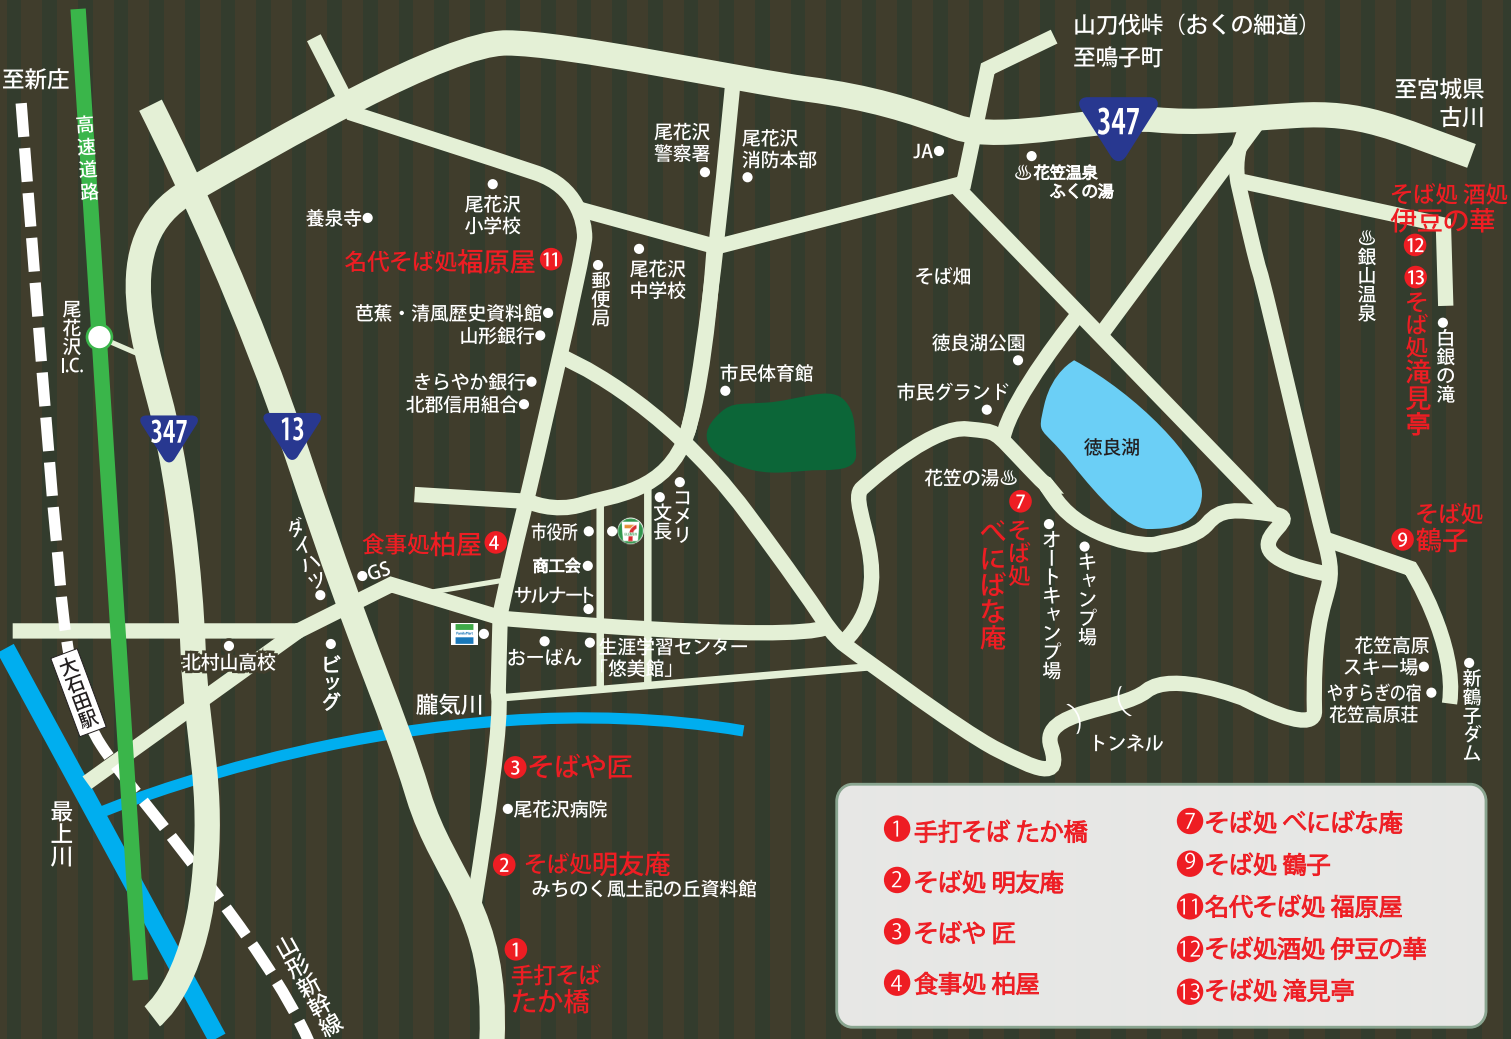 山刀伐峠（おくの細道）
至鳴子町
至新庄
至宮城県
古川
347
高速道路
尾花沢
警察署
尾花沢
消防本部
JA
♨花笠温泉
ふくの湯
養泉寺
尾花沢
小学校
そば処 酒処
伊豆の華
12
13
そば処滝見亭
♨銀山温泉
白銀の滝
名代そば処福原屋 11
郵便局
尾花沢
中学校
そば畑
尾花沢
I.C.
芭蕉・清風歴史資料館
山形銀行
徳良湖公園
きらやか銀行
北郡信用組合
市民体育館
市民グランド
347
13
徳良湖
花笠の湯♨
7
そば処
べにばな庵
コメリ
文長
市役所
7
商工会
サルナート
食事処柏屋 4
ダイハツ
GS
オートキャンプ場
キャンプ場
9
そば処
鶴子
FamilyMart
おーばん
生涯学習センター
「悠美館」
北村山高校
ビッグ
大石田駅
朧気川
花笠高原
スキー場
やすらぎの宿
花笠高原荘
新鶴子ダム
トンネル
3 そばや匠
尾花沢病院
最上川
2 そば処明友庵
みちのく風土記の丘資料館
山形新幹線
1
手打そば
たか橋
1 手打そば たか橋
2 そば処 明友庵
3 そばや 匠
4 食事処 柏屋
7 そば処 べにばな庵
9 そば処 鶴子
11 名代そば処 福原屋
12 そば処酒処 伊豆の華
13 そば処 滝見亭